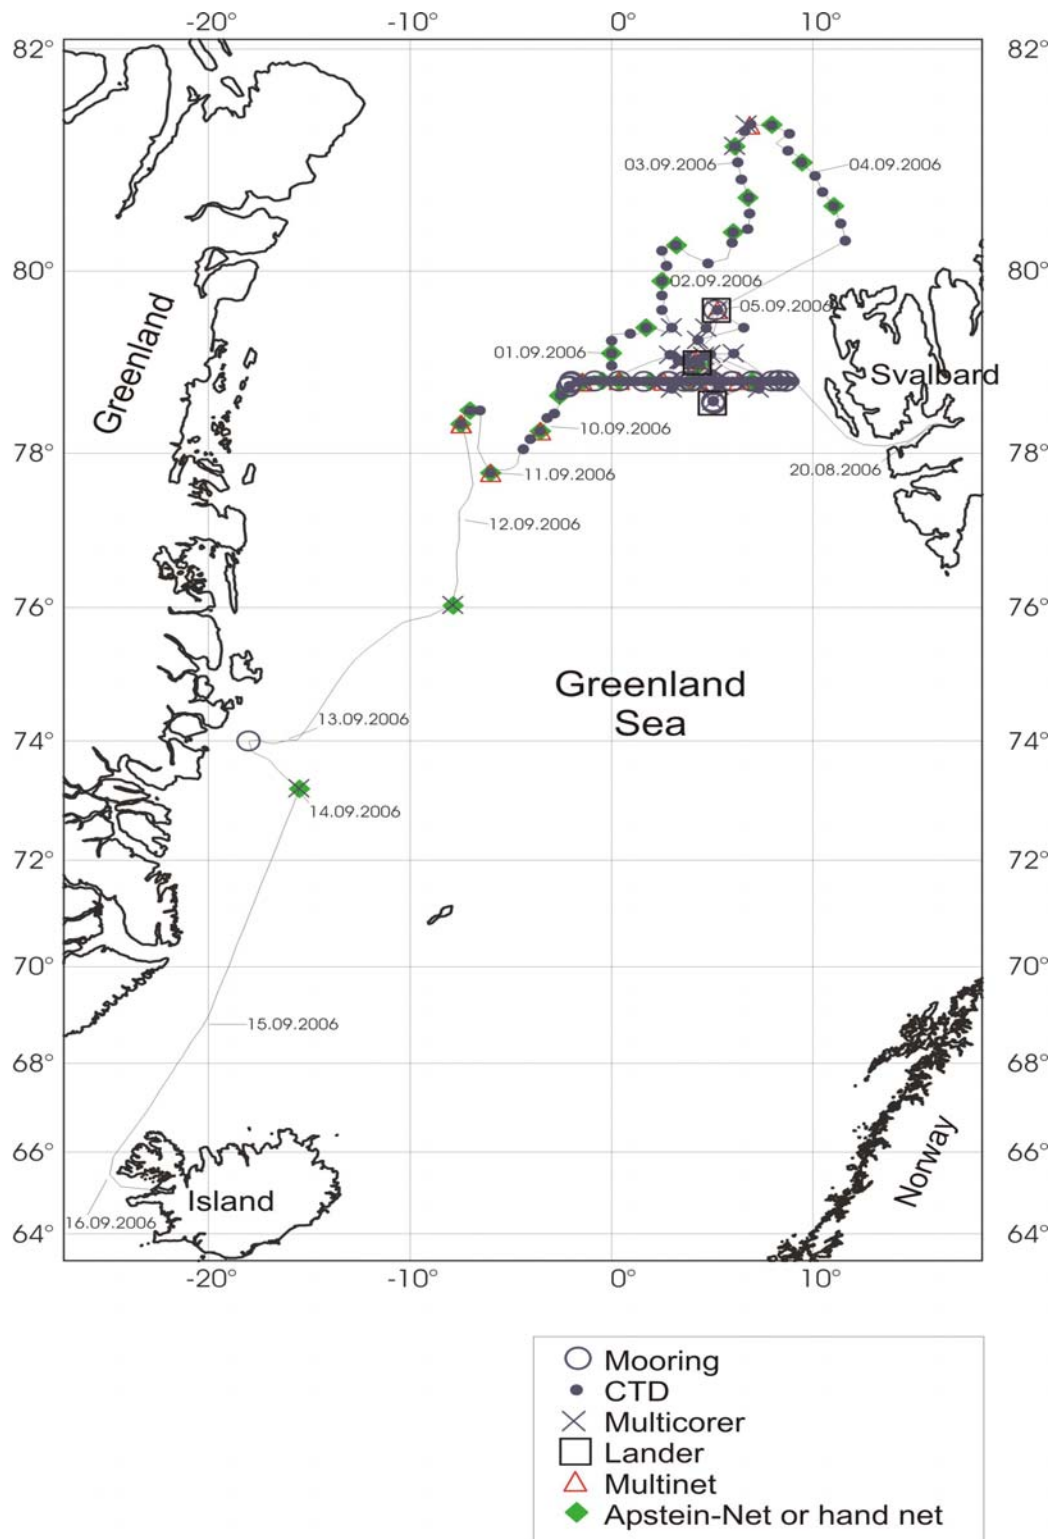 -20° -10° 0° 10°
82° 82°
03.09.2006 04.09.2006
80° 80°
02.09.2006
05.09.2006
01.09.2006
Greenland
Svalbard
10.09.2006
78° 78°
20.08.2006
11.09.2006
12.09.2006
76° 76°
Greenland
Sea
13.09.2006
74° 74°
14.09.2006
72° 72°
70° 70°
15.09.2006
68° 68°
66° 66°
Norway
Island
16.09.2006
64° 64°
-20° -10° 0° 10°
Mooring
CTD
Multicorer
Lander
Multinet
Apstein-Net or hand net